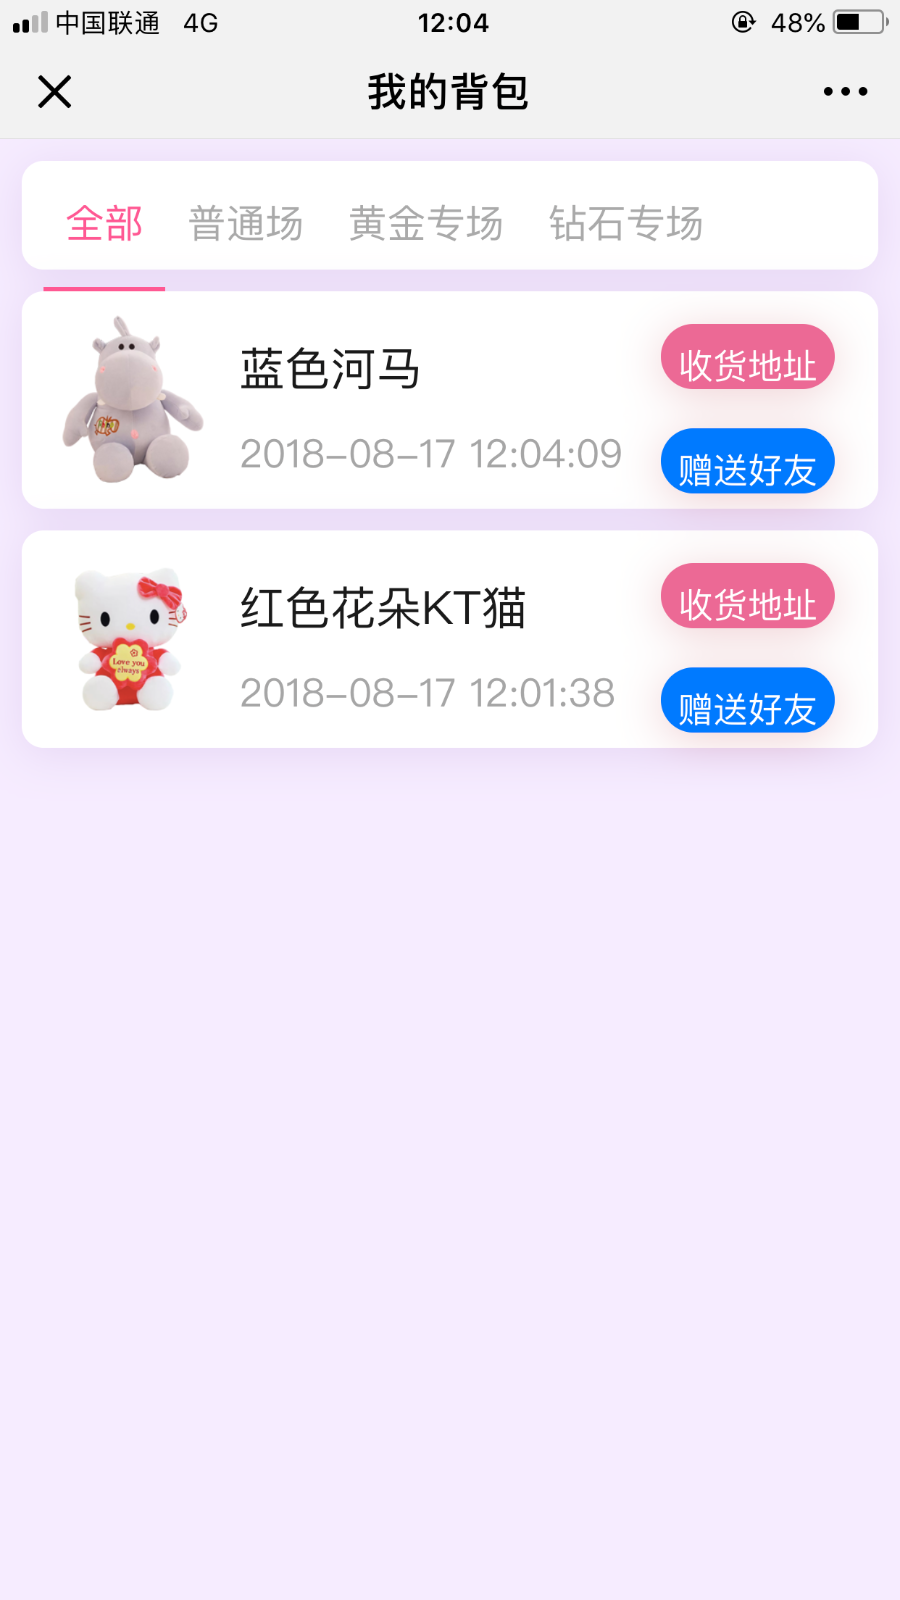 中国联通 4G 12:04 48%
我的背包
全部 普通场 黄金专场 钻石专场
蓝色河马
收货地址
2018-08-17 12:04:09
赠送好友
红色花朵KT猫
收货地址
Love you
always
2018-08-17 12:01:38
赠送好友